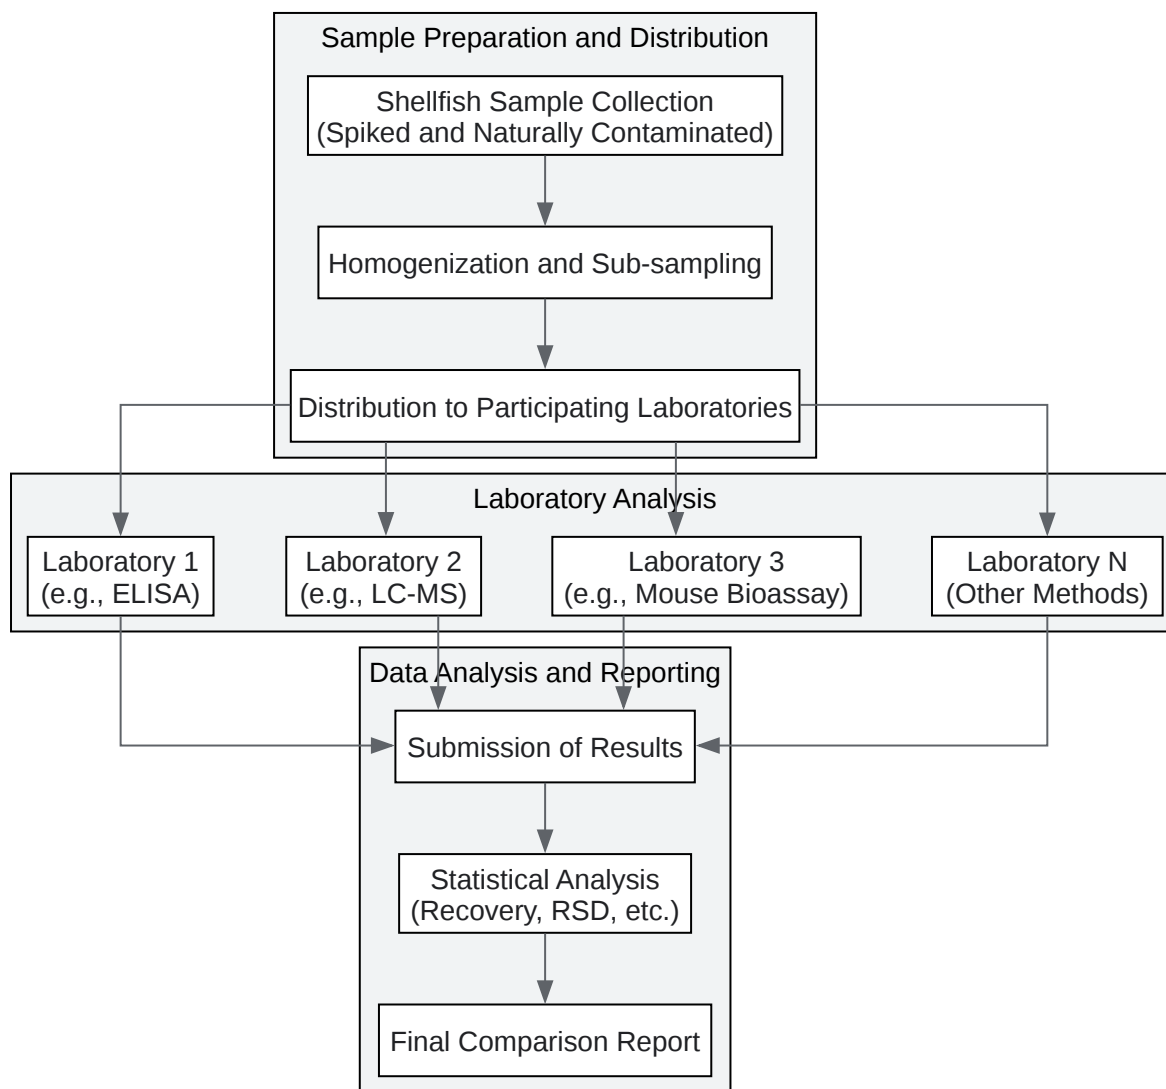 Sample Preparation and Distribution
Shellfish Sample Collection
(Spiked and Naturally Contaminated)
Homogenization and Sub-sampling
Distribution to Participating Laboratories
Laboratory Analysis
Laboratory 1
(e.g., ELISA)
Laboratory 2
(e.g., LC-MS)
Laboratory 3
(e.g., Mouse Bioassay)
Laboratory N
(Other Methods)
Data Analysis and Reporting
Submission of Results
Statistical Analysis
(Recovery, RSD, etc.)
Final Comparison Report